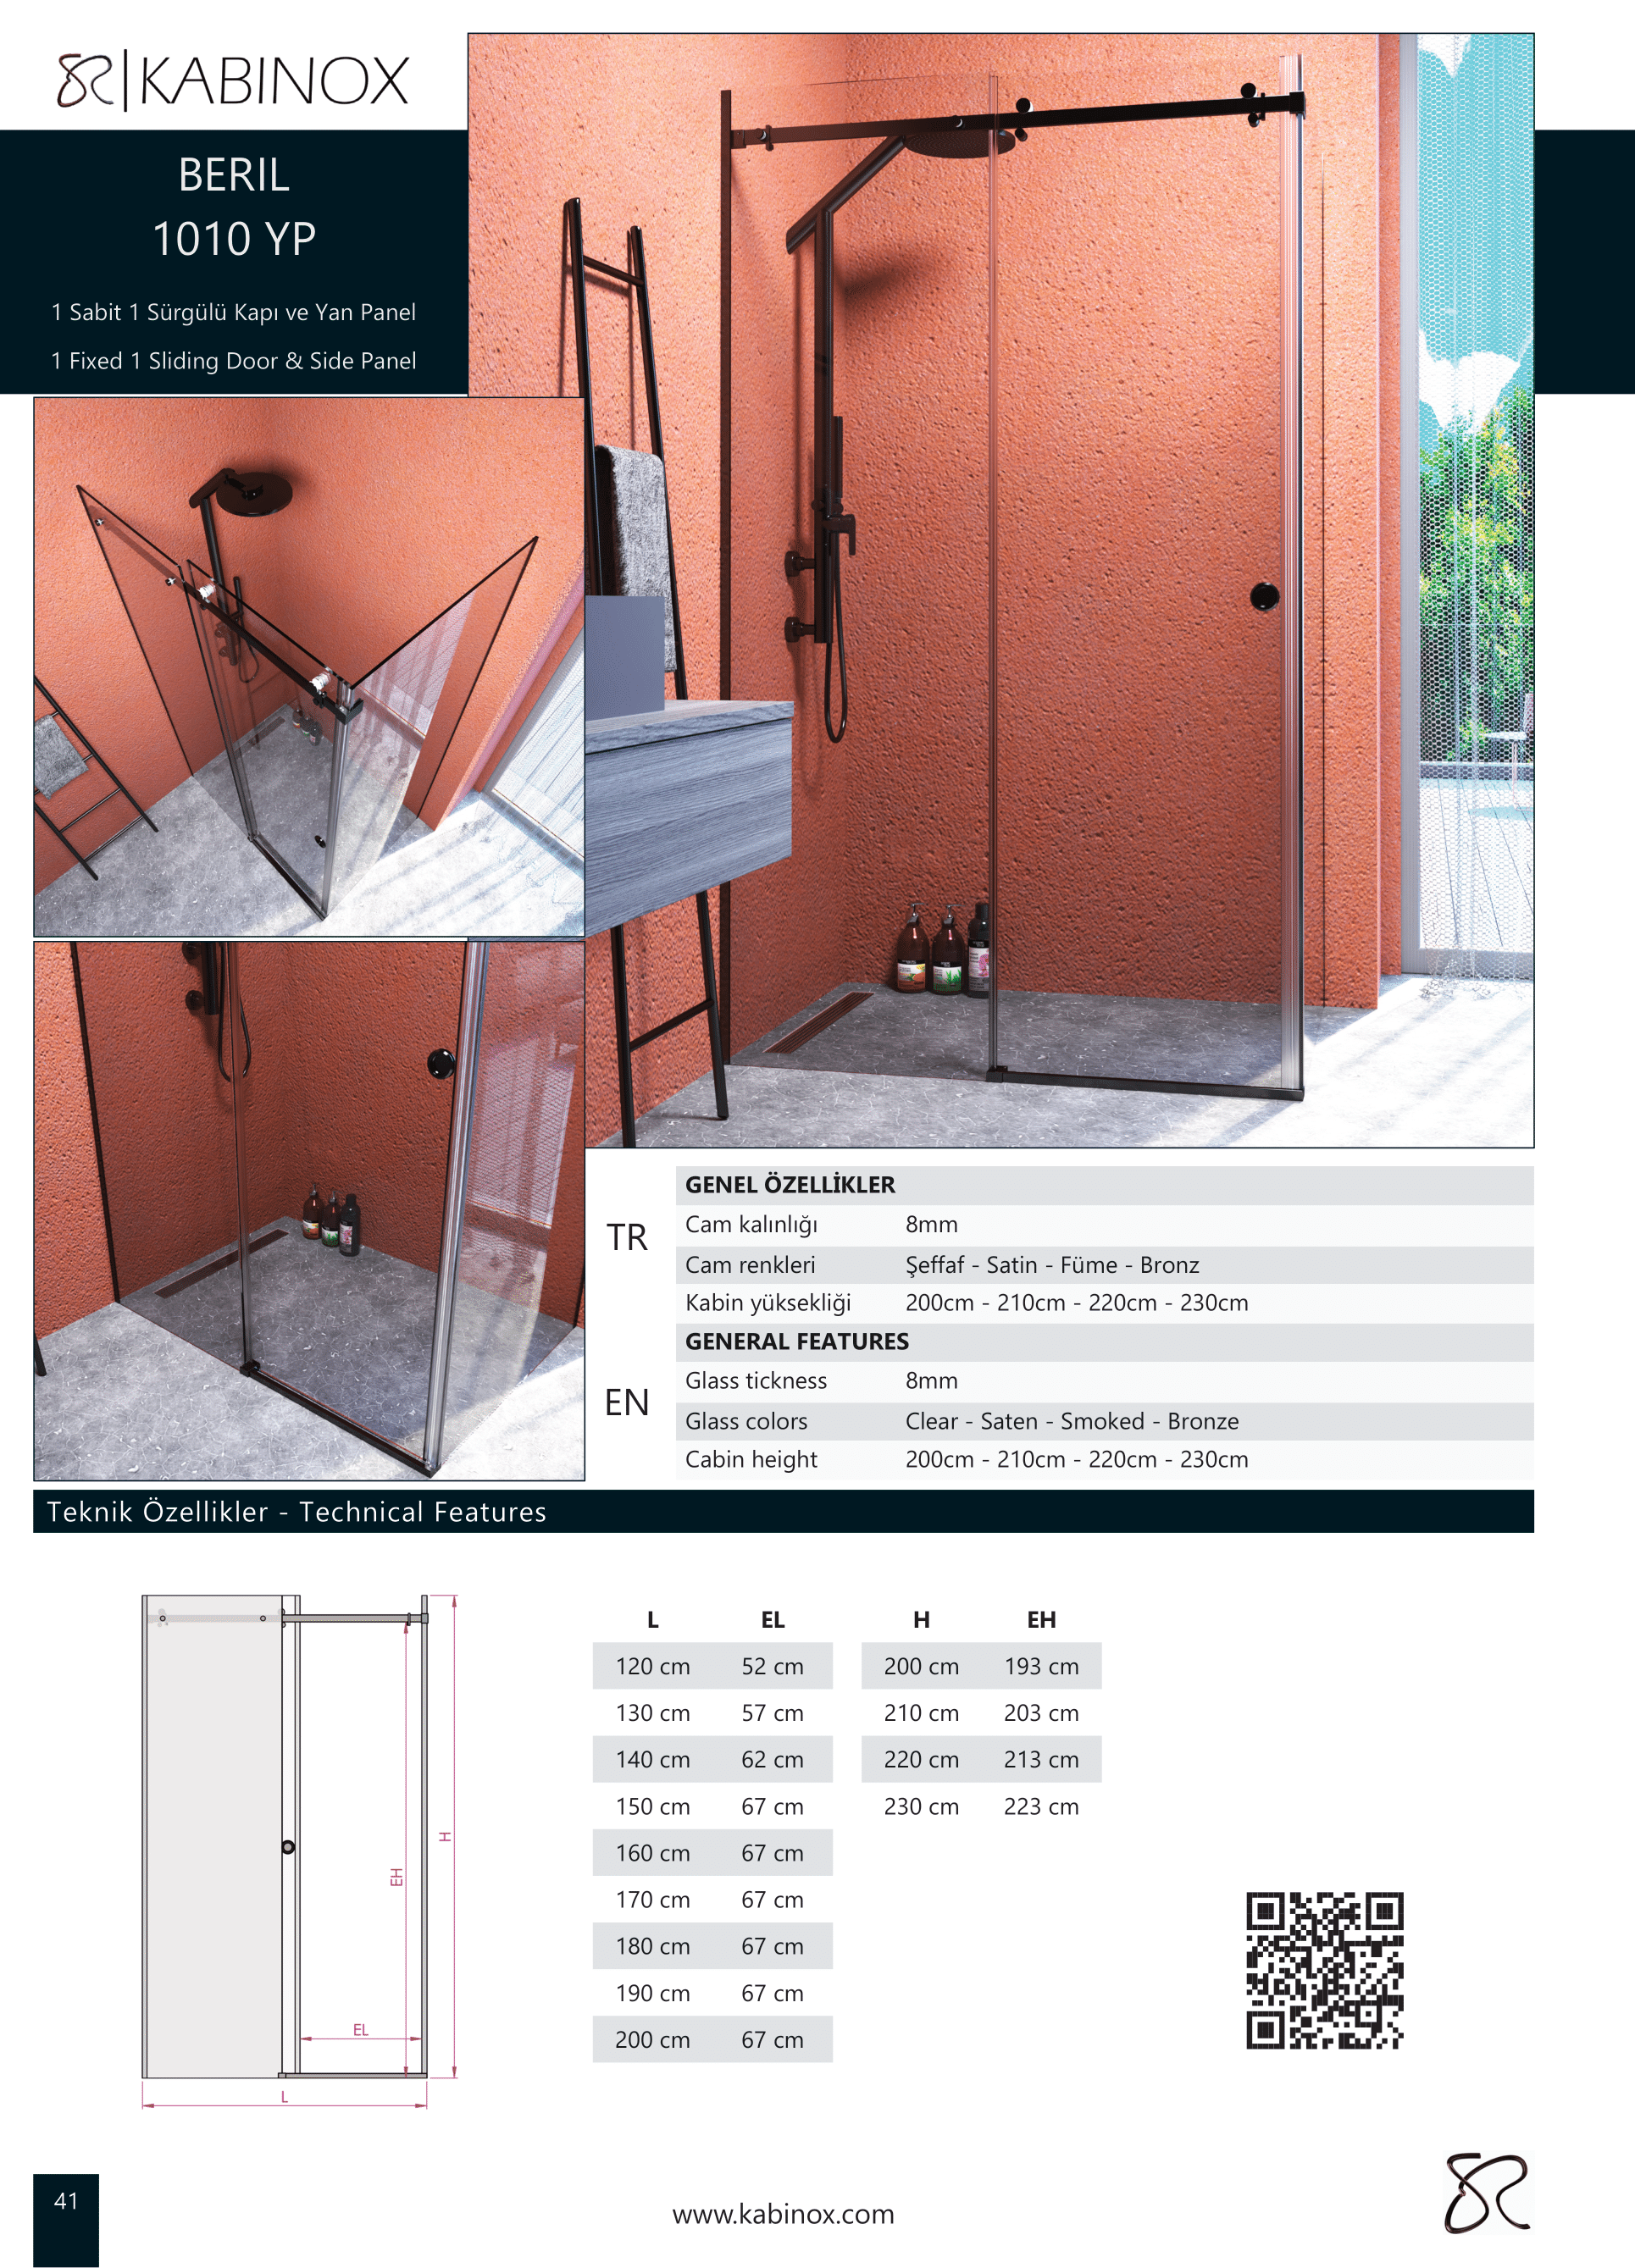 KABINOX
BERIL
1010 YP
1 Sabit 1 Sürgülü Kapı ve Yan Panel
1 Fixed 1 Sliding Door & Side Panel
TR
GENEL ÖZELLİKLER
Cam kalınlığı 8mm
Cam renkleri Şeffaf - Satin - Füme - Bronz
Kabin yüksekliği 200cm - 210cm - 220cm - 230cm
EN
GENERAL FEATURES
Glass tickness 8mm
Glass colors Clear - Saten - Smoked - Bronze
Cabin height 200cm - 210cm - 220cm - 230cm
Teknik Özellikler - Technical Features
H
EH
EL
L
L EL H EH
120 cm 52 cm 200 cm 193 cm
130 cm 57 cm 210 cm 203 cm
140 cm 62 cm 220 cm 213 cm
150 cm 67 cm 230 cm 223 cm
160 cm 67 cm
170 cm 67 cm
180 cm 67 cm
190 cm 67 cm
200 cm 67 cm
41
www.kabinox.com